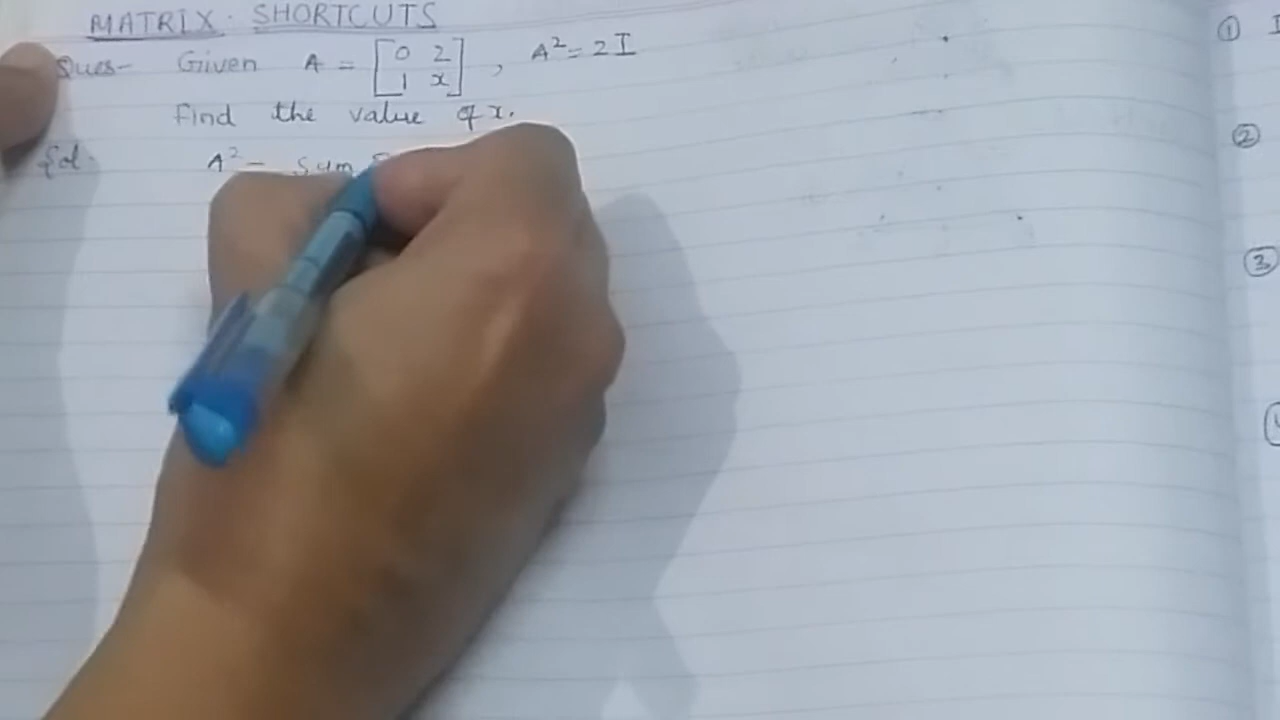 MATRIX SHORTCUTS
Ques- Given A = [0 2 , A² = 2I
1 x]
Find the value of x.
Sol. A² - Sum
① I
②
③